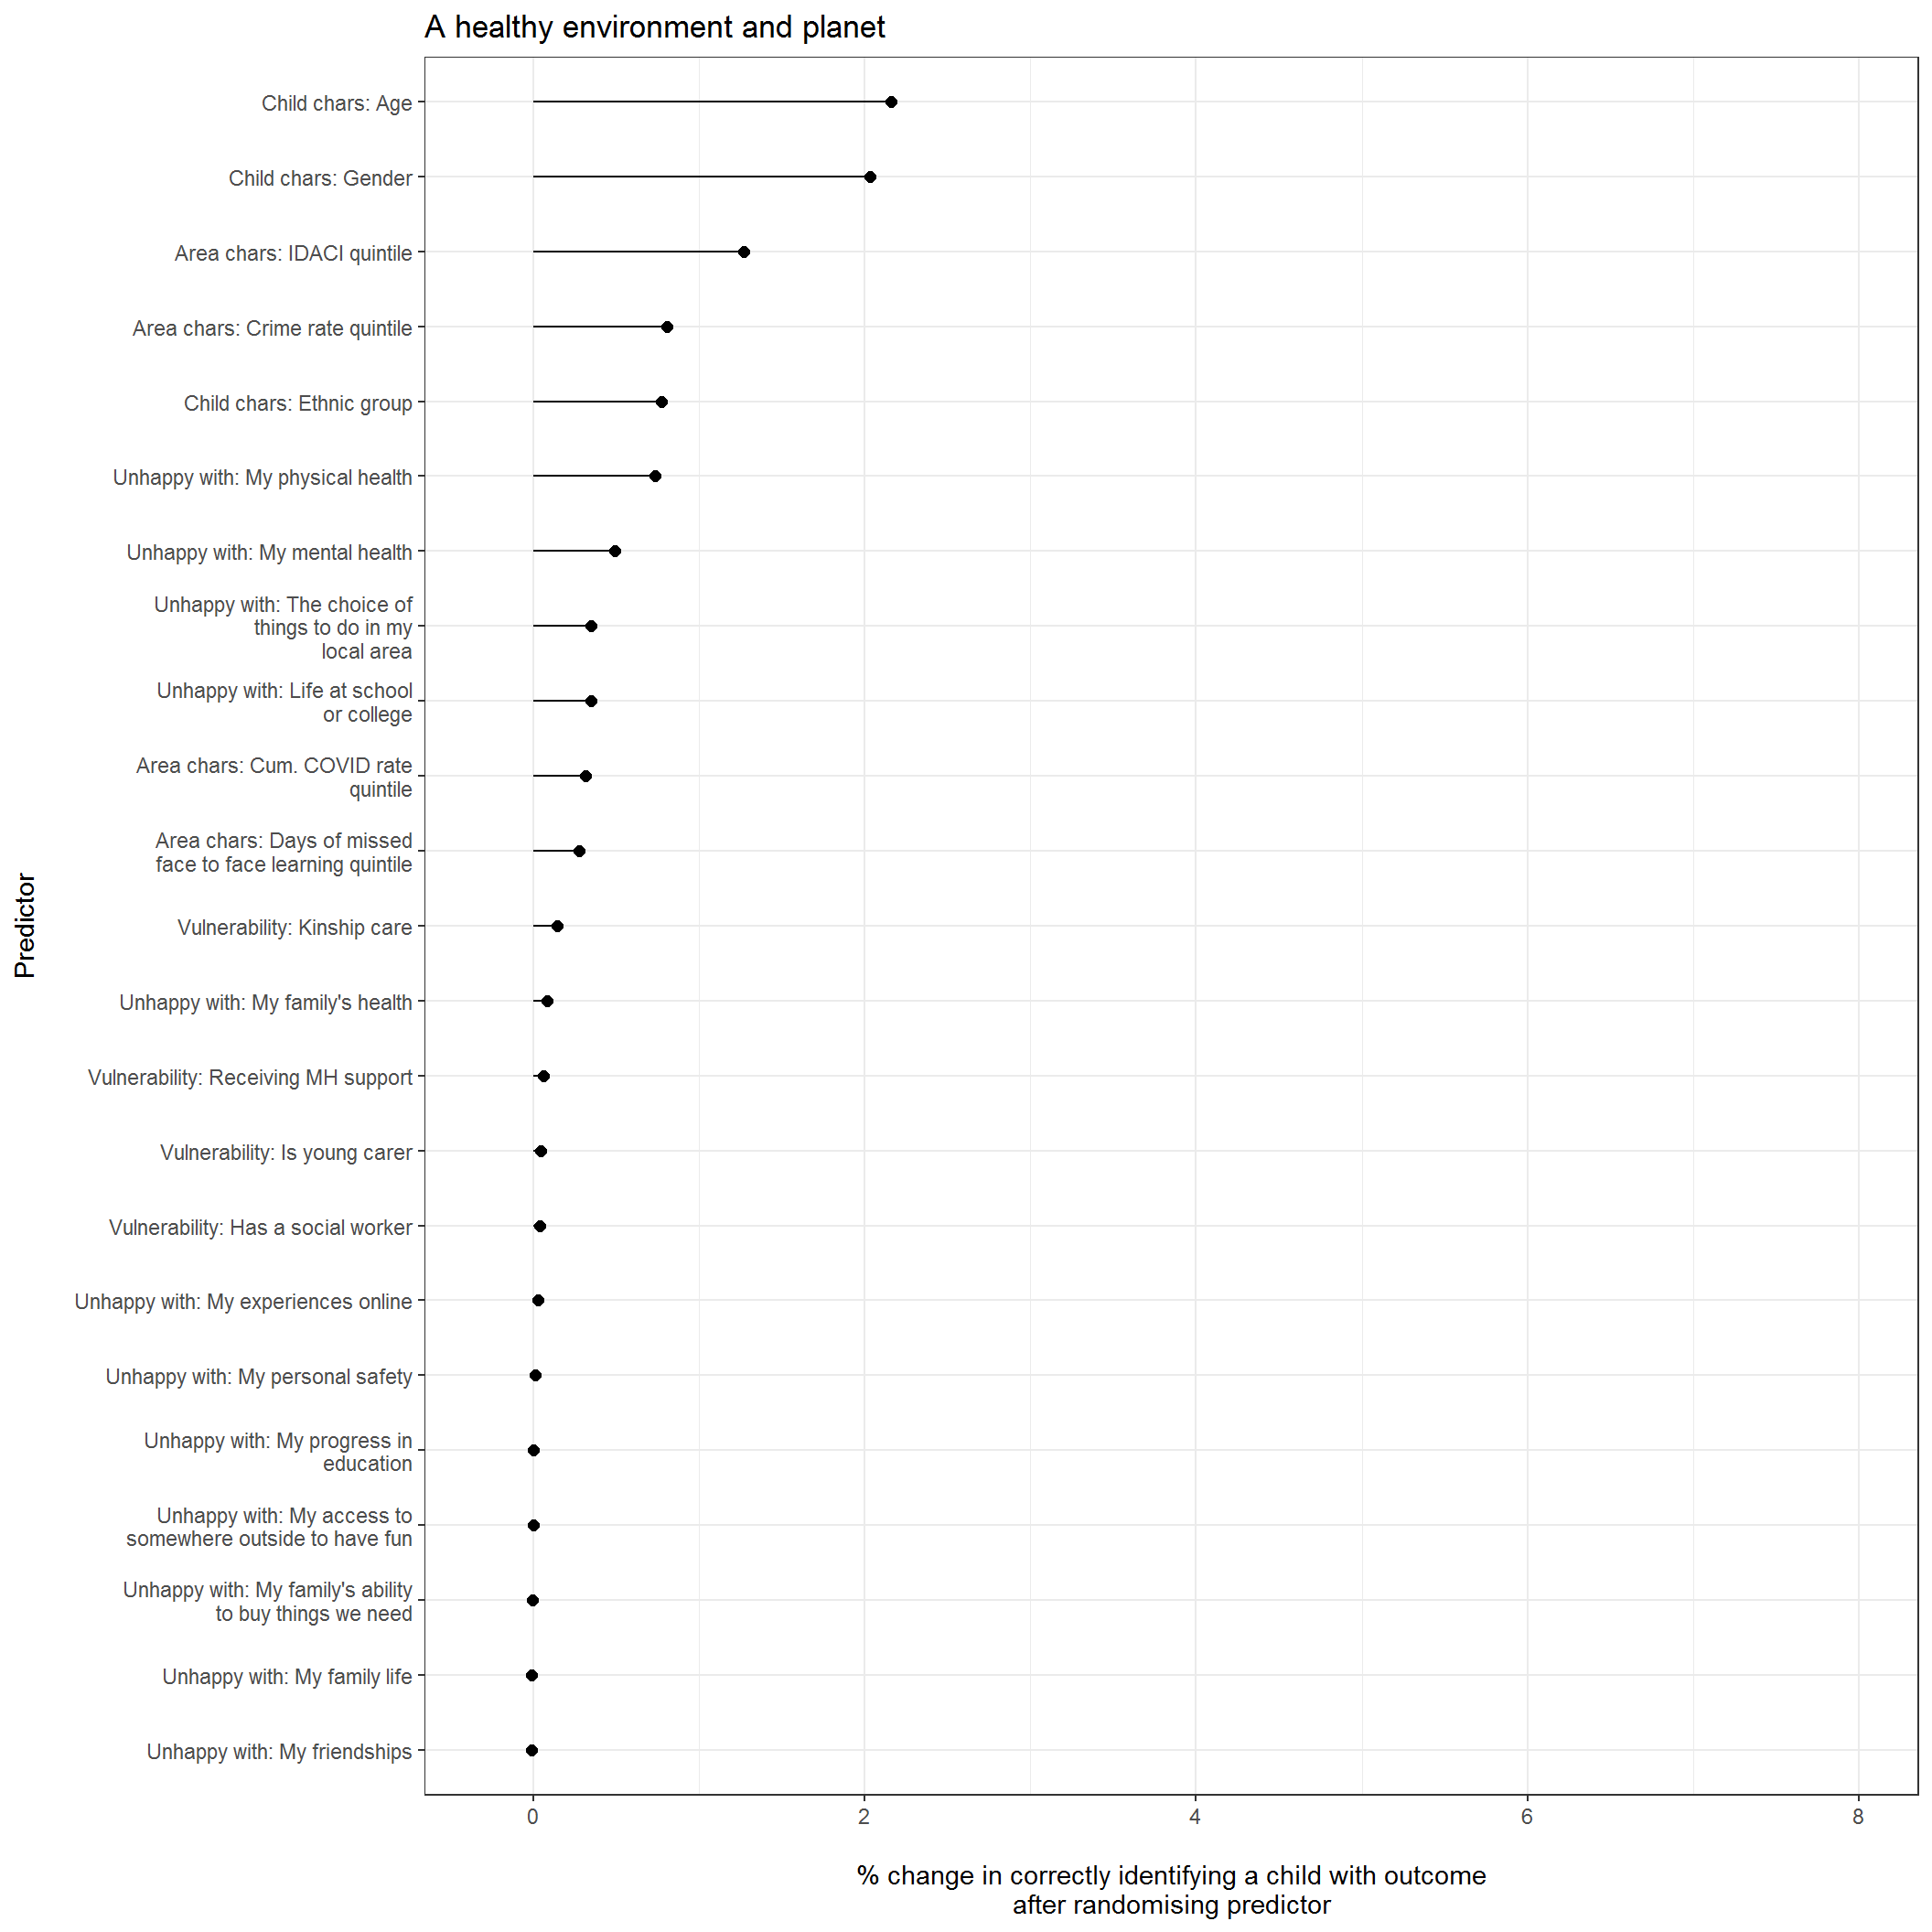 A healthy environment and planet
Child chars: Age
Child chars: Gender
Area chars: IDACI quintile
Area chars: Crime rate quintile
Child chars: Ethnic group
Unhappy with: My physical health
Unhappy with: My mental health
Unhappy with: The choice of
things to do in my
local area
Unhappy with: Life at school
or college
Area chars: Cum. COVID rate
quintile
Area chars: Days of missed
face to face learning quintile
Vulnerability: Kinship care
Unhappy with: My family's health
Vulnerability: Receiving MH support
Vulnerability: Is young carer
Vulnerability: Has a social worker
Unhappy with: My experiences online
Unhappy with: My personal safety
Unhappy with: My progress in
education
Unhappy with: My access to
somewhere outside to have fun
Unhappy with: My family's ability
to buy things we need
Unhappy with: My family life
Unhappy with: My friendships
Predictor
0 2 4 6 8
% change in correctly identifying a child with outcome
after randomising predictor